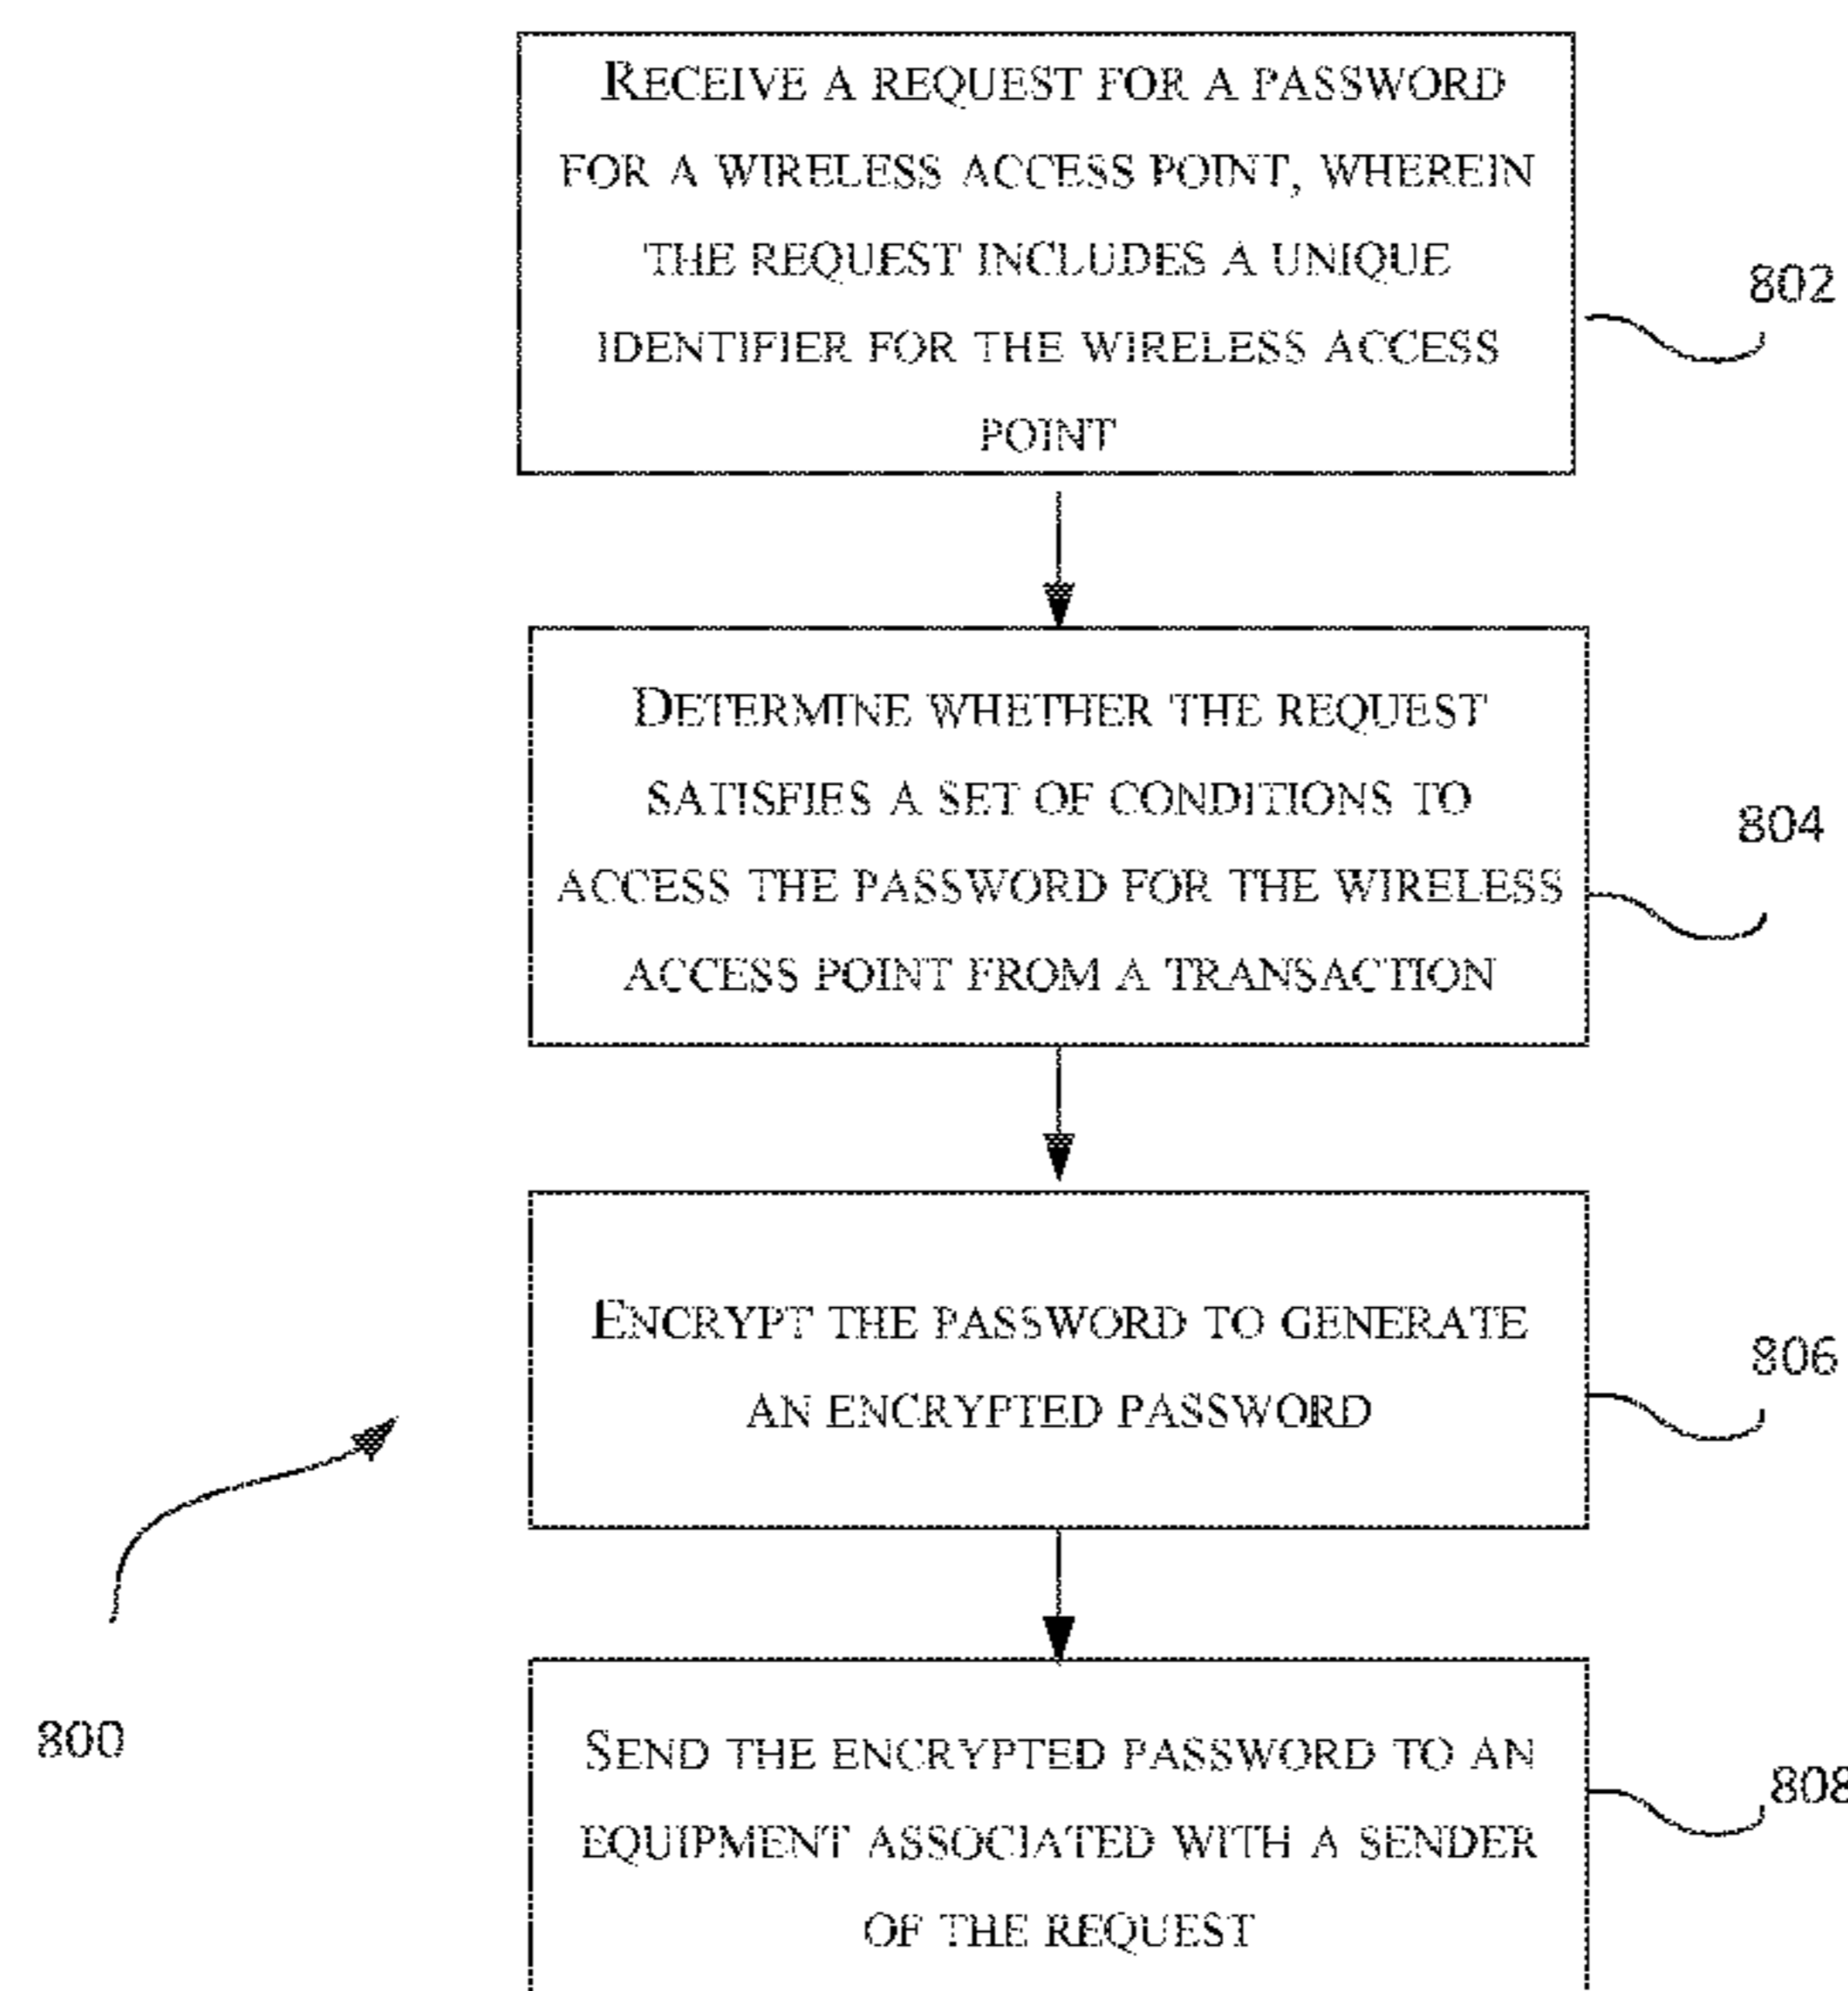 RECEIVE A REQUEST FOR A PASSWORD
FOR A WIRELESS ACCESS POINT, WHEREIN
THE REQUEST INCLUDES A UNIQUE
IDENTIFIER FOR THE WIRELESS ACCESS
POINT
802
DETERMINE WHETHER THE REQUEST
SATISFIES A SET OF CONDITIONS TO
ACCESS THE PASSWORD FOR THE WIRELESS
ACCESS POINT FROM A TRANSACTION
804
ENCRYPT THE PASSWORD TO GENERATE
AN ENCRYPTED PASSWORD
806
800
SEND THE ENCRYPTED PASSWORD TO AN
EQUIPMENT ASSOCIATED WITH A SENDER
OF THE REQUEST
808